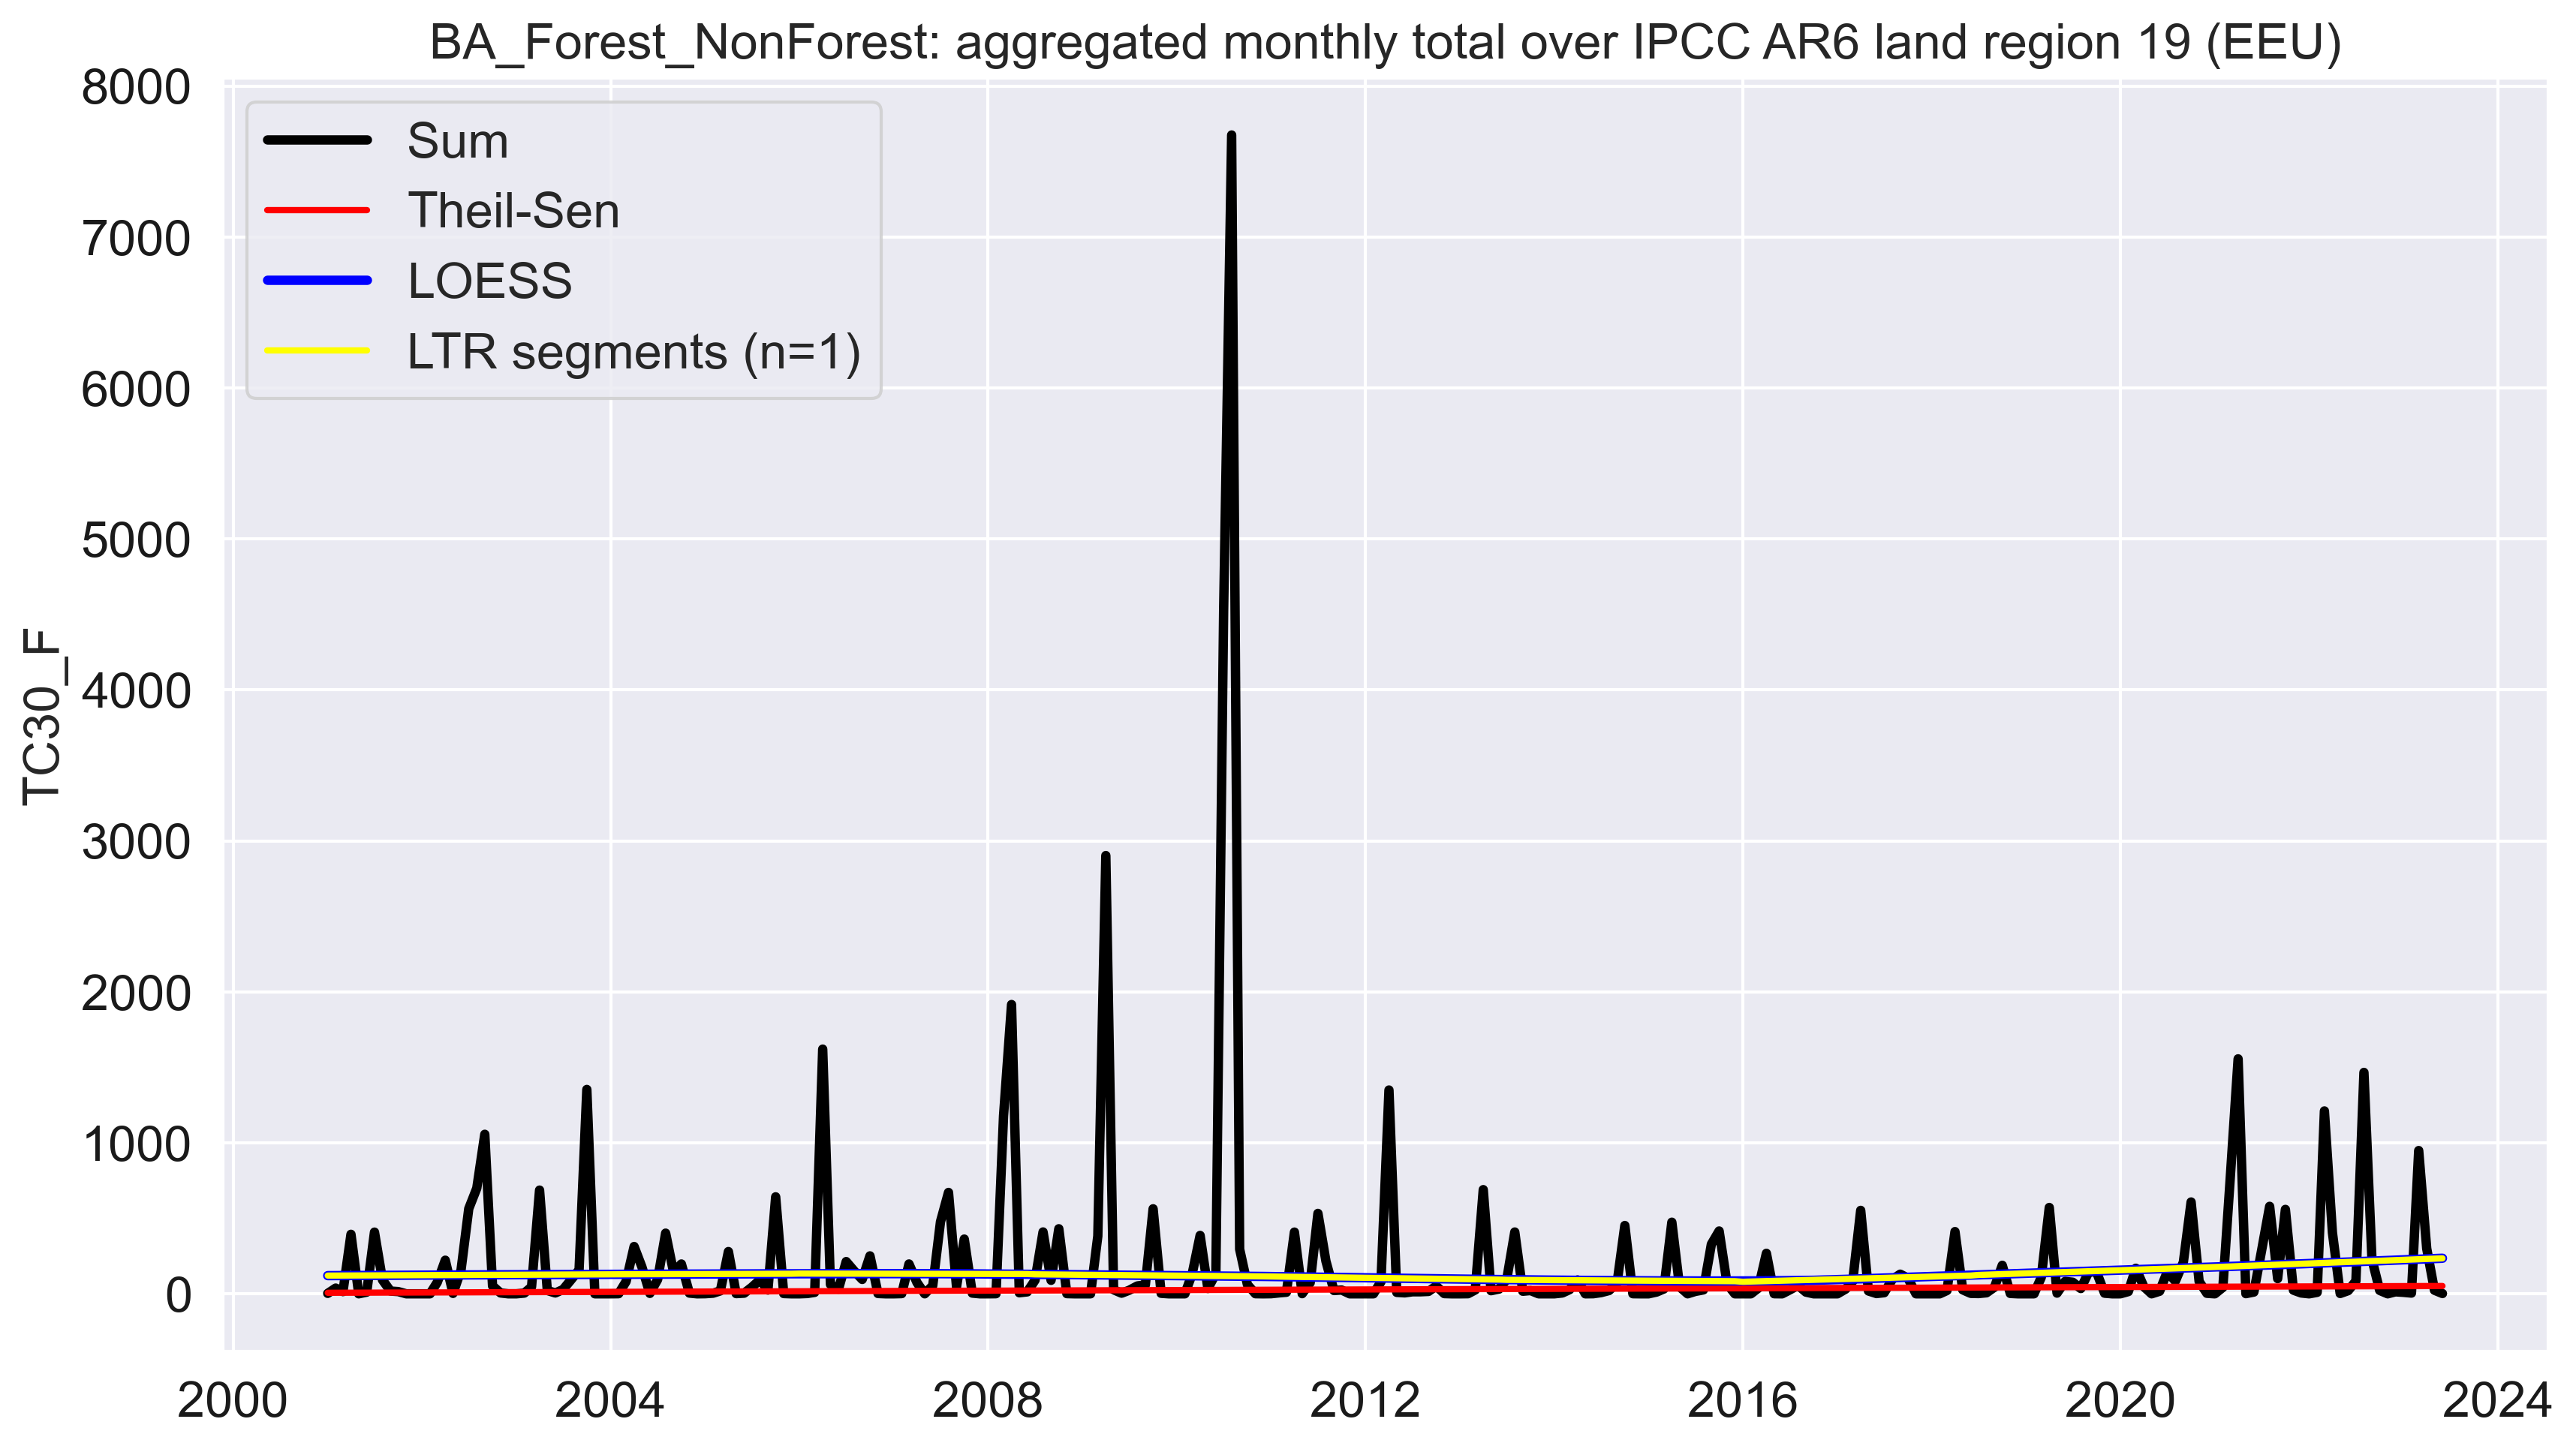 BA_Forest_NonForest: aggregated monthly total over IPCC AR6 land region 19 (EEU)
8000
7000
6000
5000
4000
3000
2000
1000
0
TC30_F
Sum
Theil-Sen
LOESS
LTR segments (n=1)
2000 2004 2008 2012 2016 2020 2024